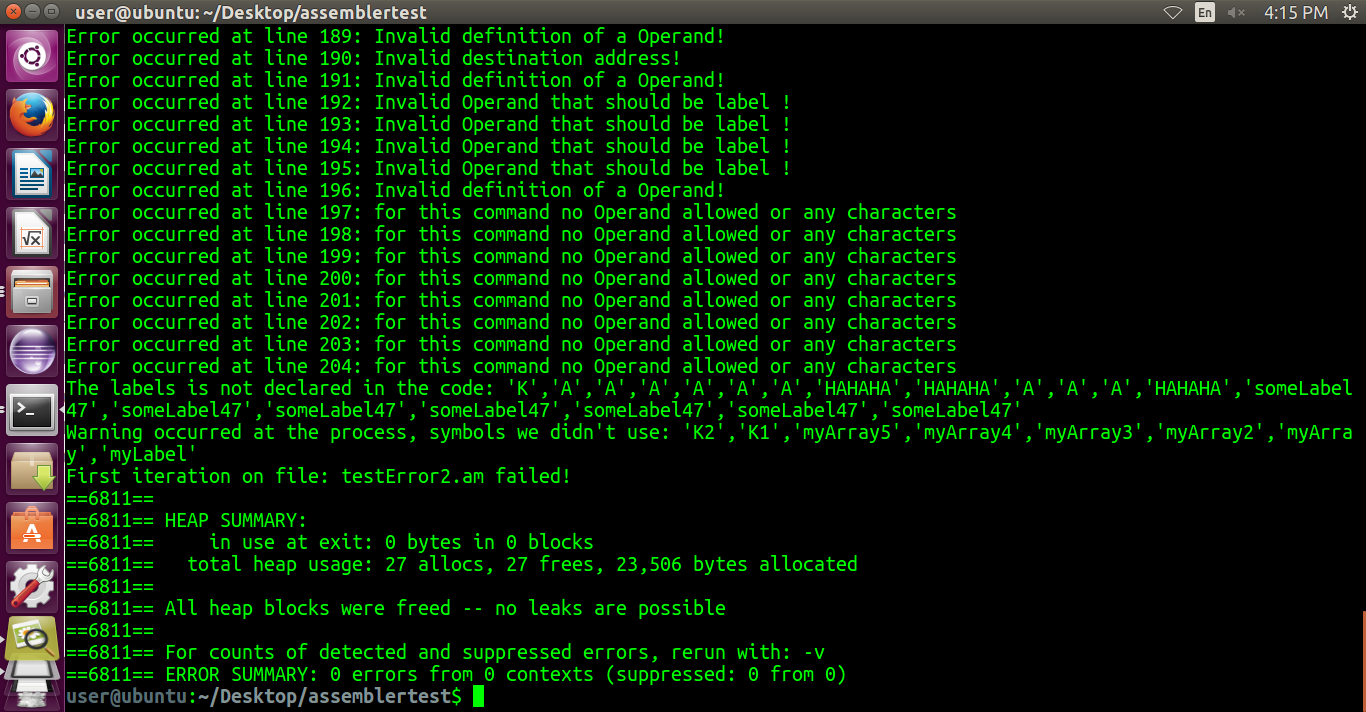 user@ubuntu: ~/Desktop/assemblertest
En
4:15 PM
Error occurred at line 189: Invalid definition of a Operand!
Error occurred at line 190: Invalid destination address!
Error occurred at line 191: Invalid definition of a Operand!
Error occurred at line 192: Invalid Operand that should be label !
Error occurred at line 193: Invalid Operand that should be label !
Error occurred at line 194: Invalid Operand that should be label !
Error occurred at line 195: Invalid Operand that should be label !
Error occurred at line 196: Invalid definition of a Operand!
Error occurred at line 197: for this command no Operand allowed or any characters
Error occurred at line 198: for this command no Operand allowed or any characters
Error occurred at line 199: for this command no Operand allowed or any characters
Error occurred at line 200: for this command no Operand allowed or any characters
Error occurred at line 201: for this command no Operand allowed or any characters
Error occurred at line 202: for this command no Operand allowed or any characters
Error occurred at line 203: for this command no Operand allowed or any characters
Error occurred at line 204: for this command no Operand allowed or any characters
The labels is not declared in the code: 'K','A','A','A','A','A','A','HAHAHA','HAHAHA','A','A','A','HAHAHA','someLabel
47','someLabel47','someLabel47','someLabel47','someLabel47','someLabel47','someLabel47'
Warning occurred at the process, symbols we didn't use: 'K2','K1','myArray5','myArray4','myArray3','myArray2','myArra
y','myLabel'
First iteration on file: testError2.am failed!
==6811==
==6811== HEAP SUMMARY:
==6811==     in use at exit: 0 bytes in 0 blocks
==6811==   total heap usage: 27 allocs, 27 frees, 23,506 bytes allocated
==6811==
==6811== All heap blocks were freed -- no leaks are possible
==6811==
==6811== For counts of detected and suppressed errors, rerun with: -v
==6811== ERROR SUMMARY: 0 errors from 0 contexts (suppressed: 0 from 0)
user@ubuntu:~/Desktop/assemblertest$